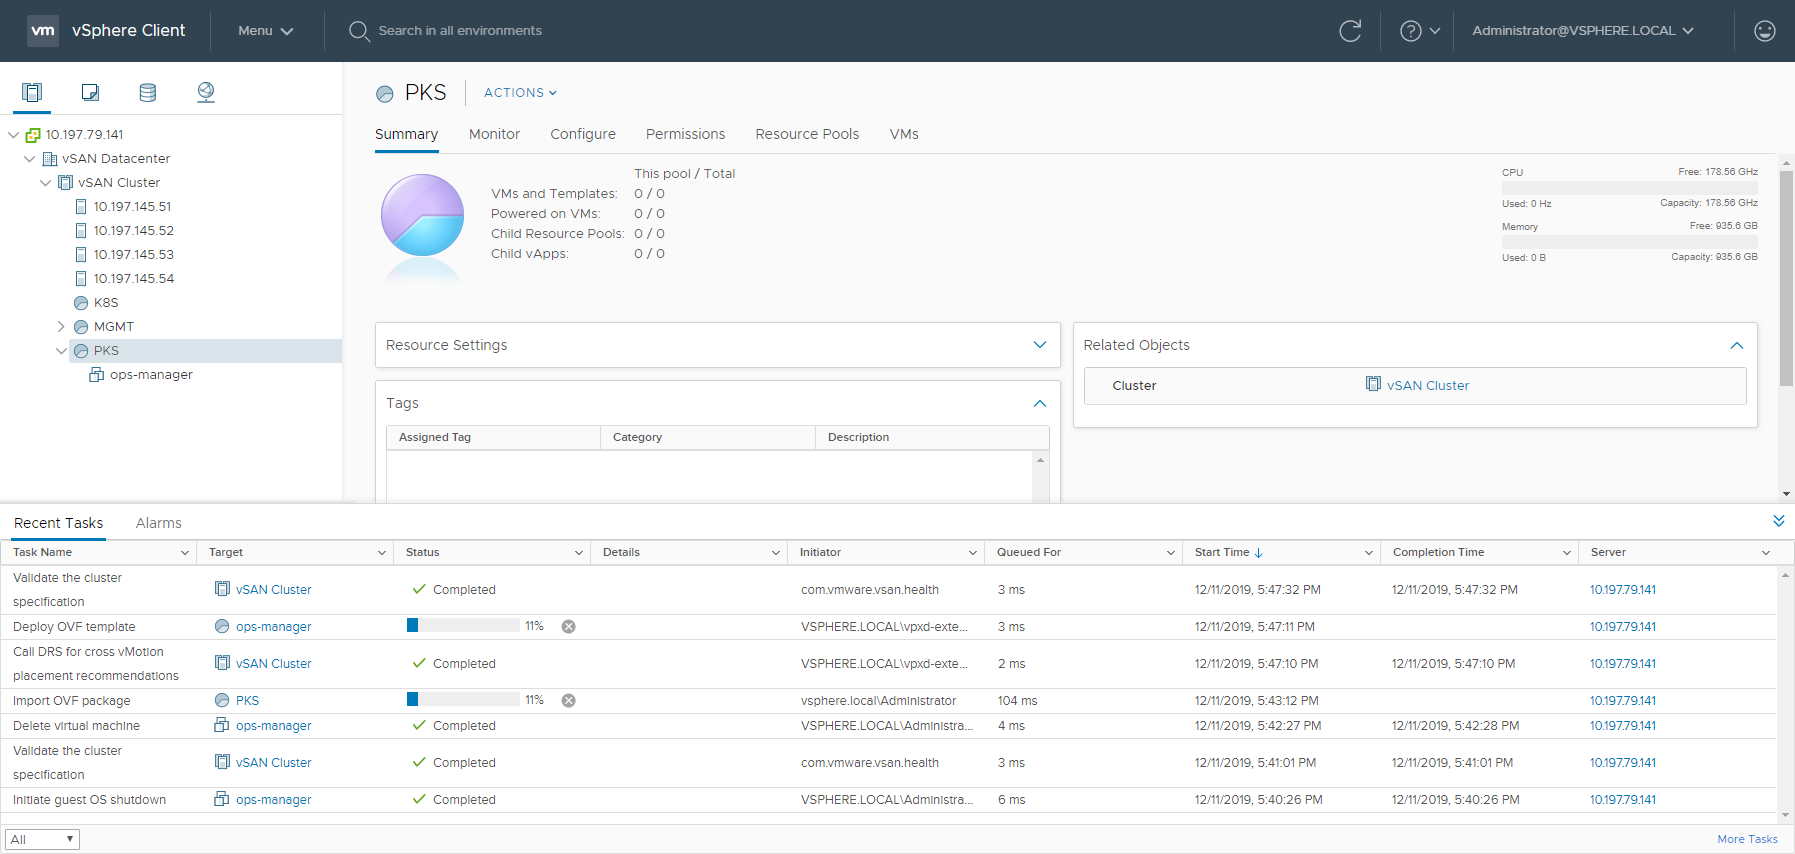 vm vSphere Client Menu Search in all environments ? Administrator@VSPHERE.LOCAL
10.197.79.141
vSAN Datacenter
vSAN Cluster
10.197.145.51
10.197.145.52
10.197.145.53
10.197.145.54
K8S
MGMT
PKS
ops-manager
PKS ACTIONS
Summary Monitor Configure Permissions Resource Pools VMs
This pool / Total
VMs and Templates: 0 / 0
Powered on VMs: 0 / 0
Child Resource Pools: 0 / 0
Child vApps: 0 / 0
CPU Free: 178.56 GHz
Used: 0 Hz Capacity: 178.56 GHz
Memory Free: 935.6 GB
Used: 0 B Capacity: 935.6 GB
Resource Settings
Tags
Assigned Tag Category Description
Related Objects
Cluster vSAN Cluster
Recent Tasks Alarms
Task Name Target Status Details Initiator Queued For Start Time Completion Time Server
Validate the cluster
specification vSAN Cluster Completed com.vmware.vsan.health 3 ms 12/11/2019, 5:47:32 PM 12/11/2019, 5:47:32 PM 10.197.79.141
Deploy OVF template ops-manager 11% VSPHERE.LOCAL\vpxd-exte... 3 ms 12/11/2019, 5:47:11 PM 10.197.79.141
Call DRS for cross vMotion
placement recommendations vSAN Cluster Completed VSPHERE.LOCAL\vpxd-exte... 2 ms 12/11/2019, 5:47:10 PM 12/11/2019, 5:47:10 PM 10.197.79.141
Import OVF package PKS 11% vsphere.local\Administrator 104 ms 12/11/2019, 5:43:12 PM 10.197.79.141
Delete virtual machine ops-manager Completed VSPHERE.LOCAL\Administra... 4 ms 12/11/2019, 5:42:27 PM 12/11/2019, 5:42:28 PM 10.197.79.141
Validate the cluster
specification vSAN Cluster Completed com.vmware.vsan.health 3 ms 12/11/2019, 5:41:01 PM 12/11/2019, 5:41:01 PM 10.197.79.141
Initiate guest OS shutdown ops-manager Completed VSPHERE.LOCAL\Administra... 6 ms 12/11/2019, 5:40:26 PM 12/11/2019, 5:40:26 PM 10.197.79.141
All More Tasks